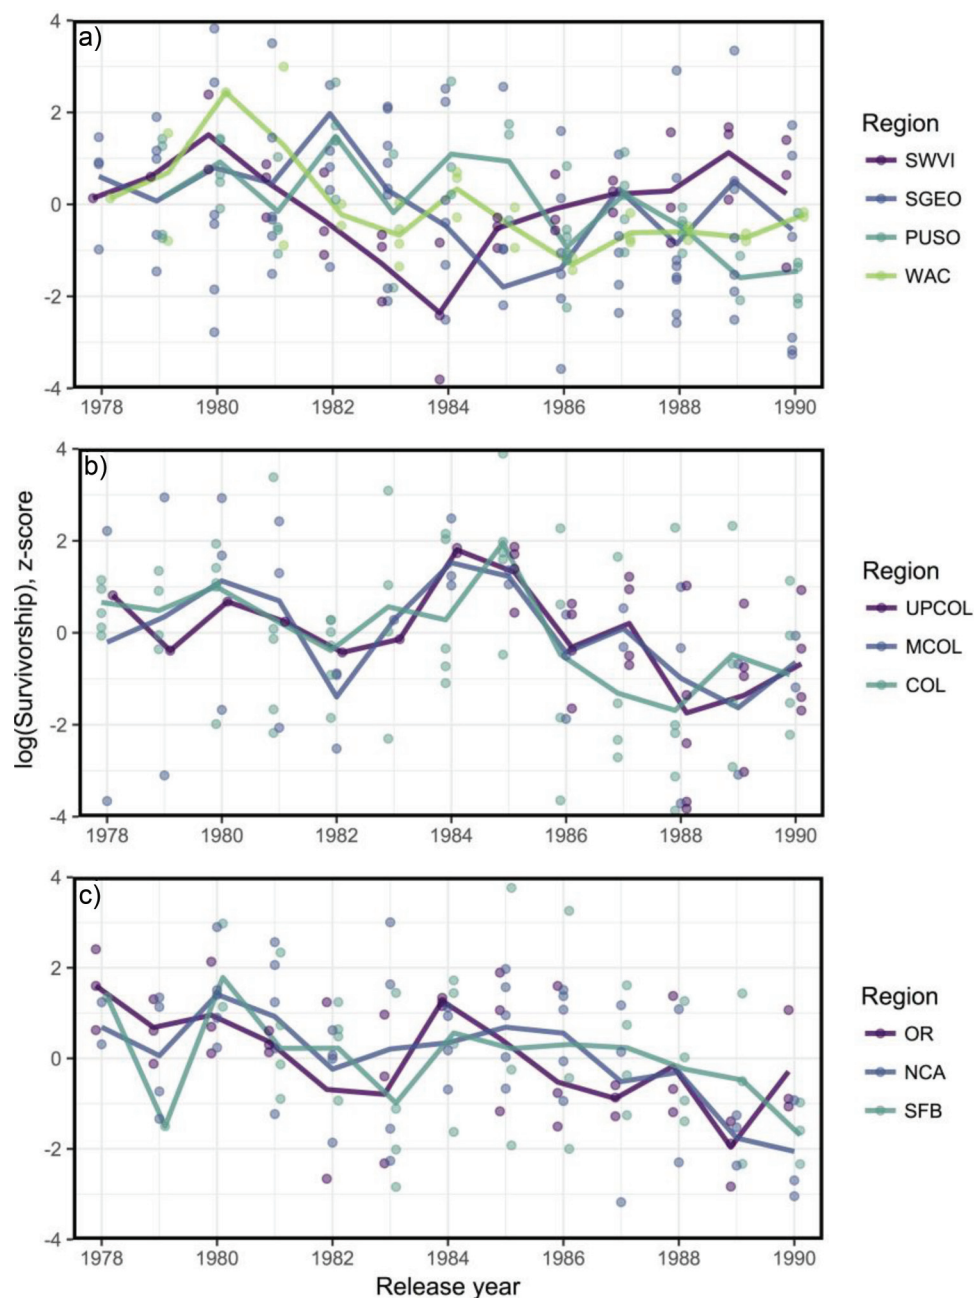 a)
4
2
0
-2
-4
1978 1980 1982 1984 1986 1988 1990
Region
SWVI
SGEO
PUSO
WAC
log(Survivorship), z-score
b)
4
2
0
-2
-4
1978 1980 1982 1984 1986 1988 1990
Region
UPCOL
MCOL
COL
c)
4
2
0
-2
-4
1978 1980 1982 1984 1986 1988 1990
Release year
Region
OR
NCA
SFB